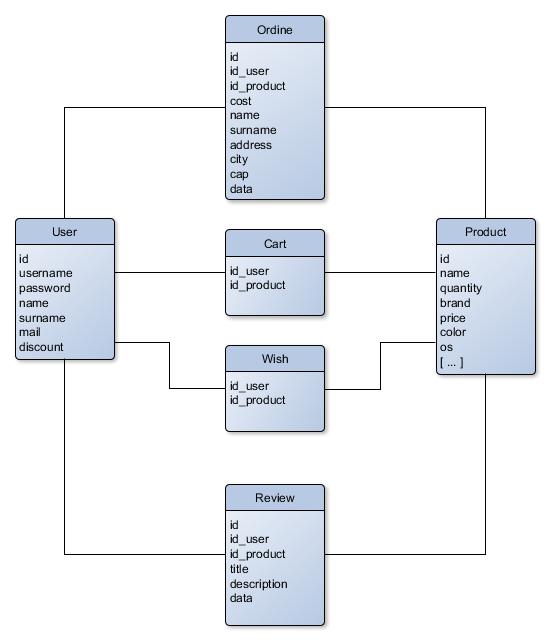 Ordine
id
id_user
id_product
cost
name
surname
address
city
cap
data
User
id
username
password
name
surname
mail
discount
Cart
id_user
id_product
Product
id
name
quantity
brand
price
color
os
[ ... ]
Wish
id_user
id_product
Review
id
id_user
id_product
title
description
data